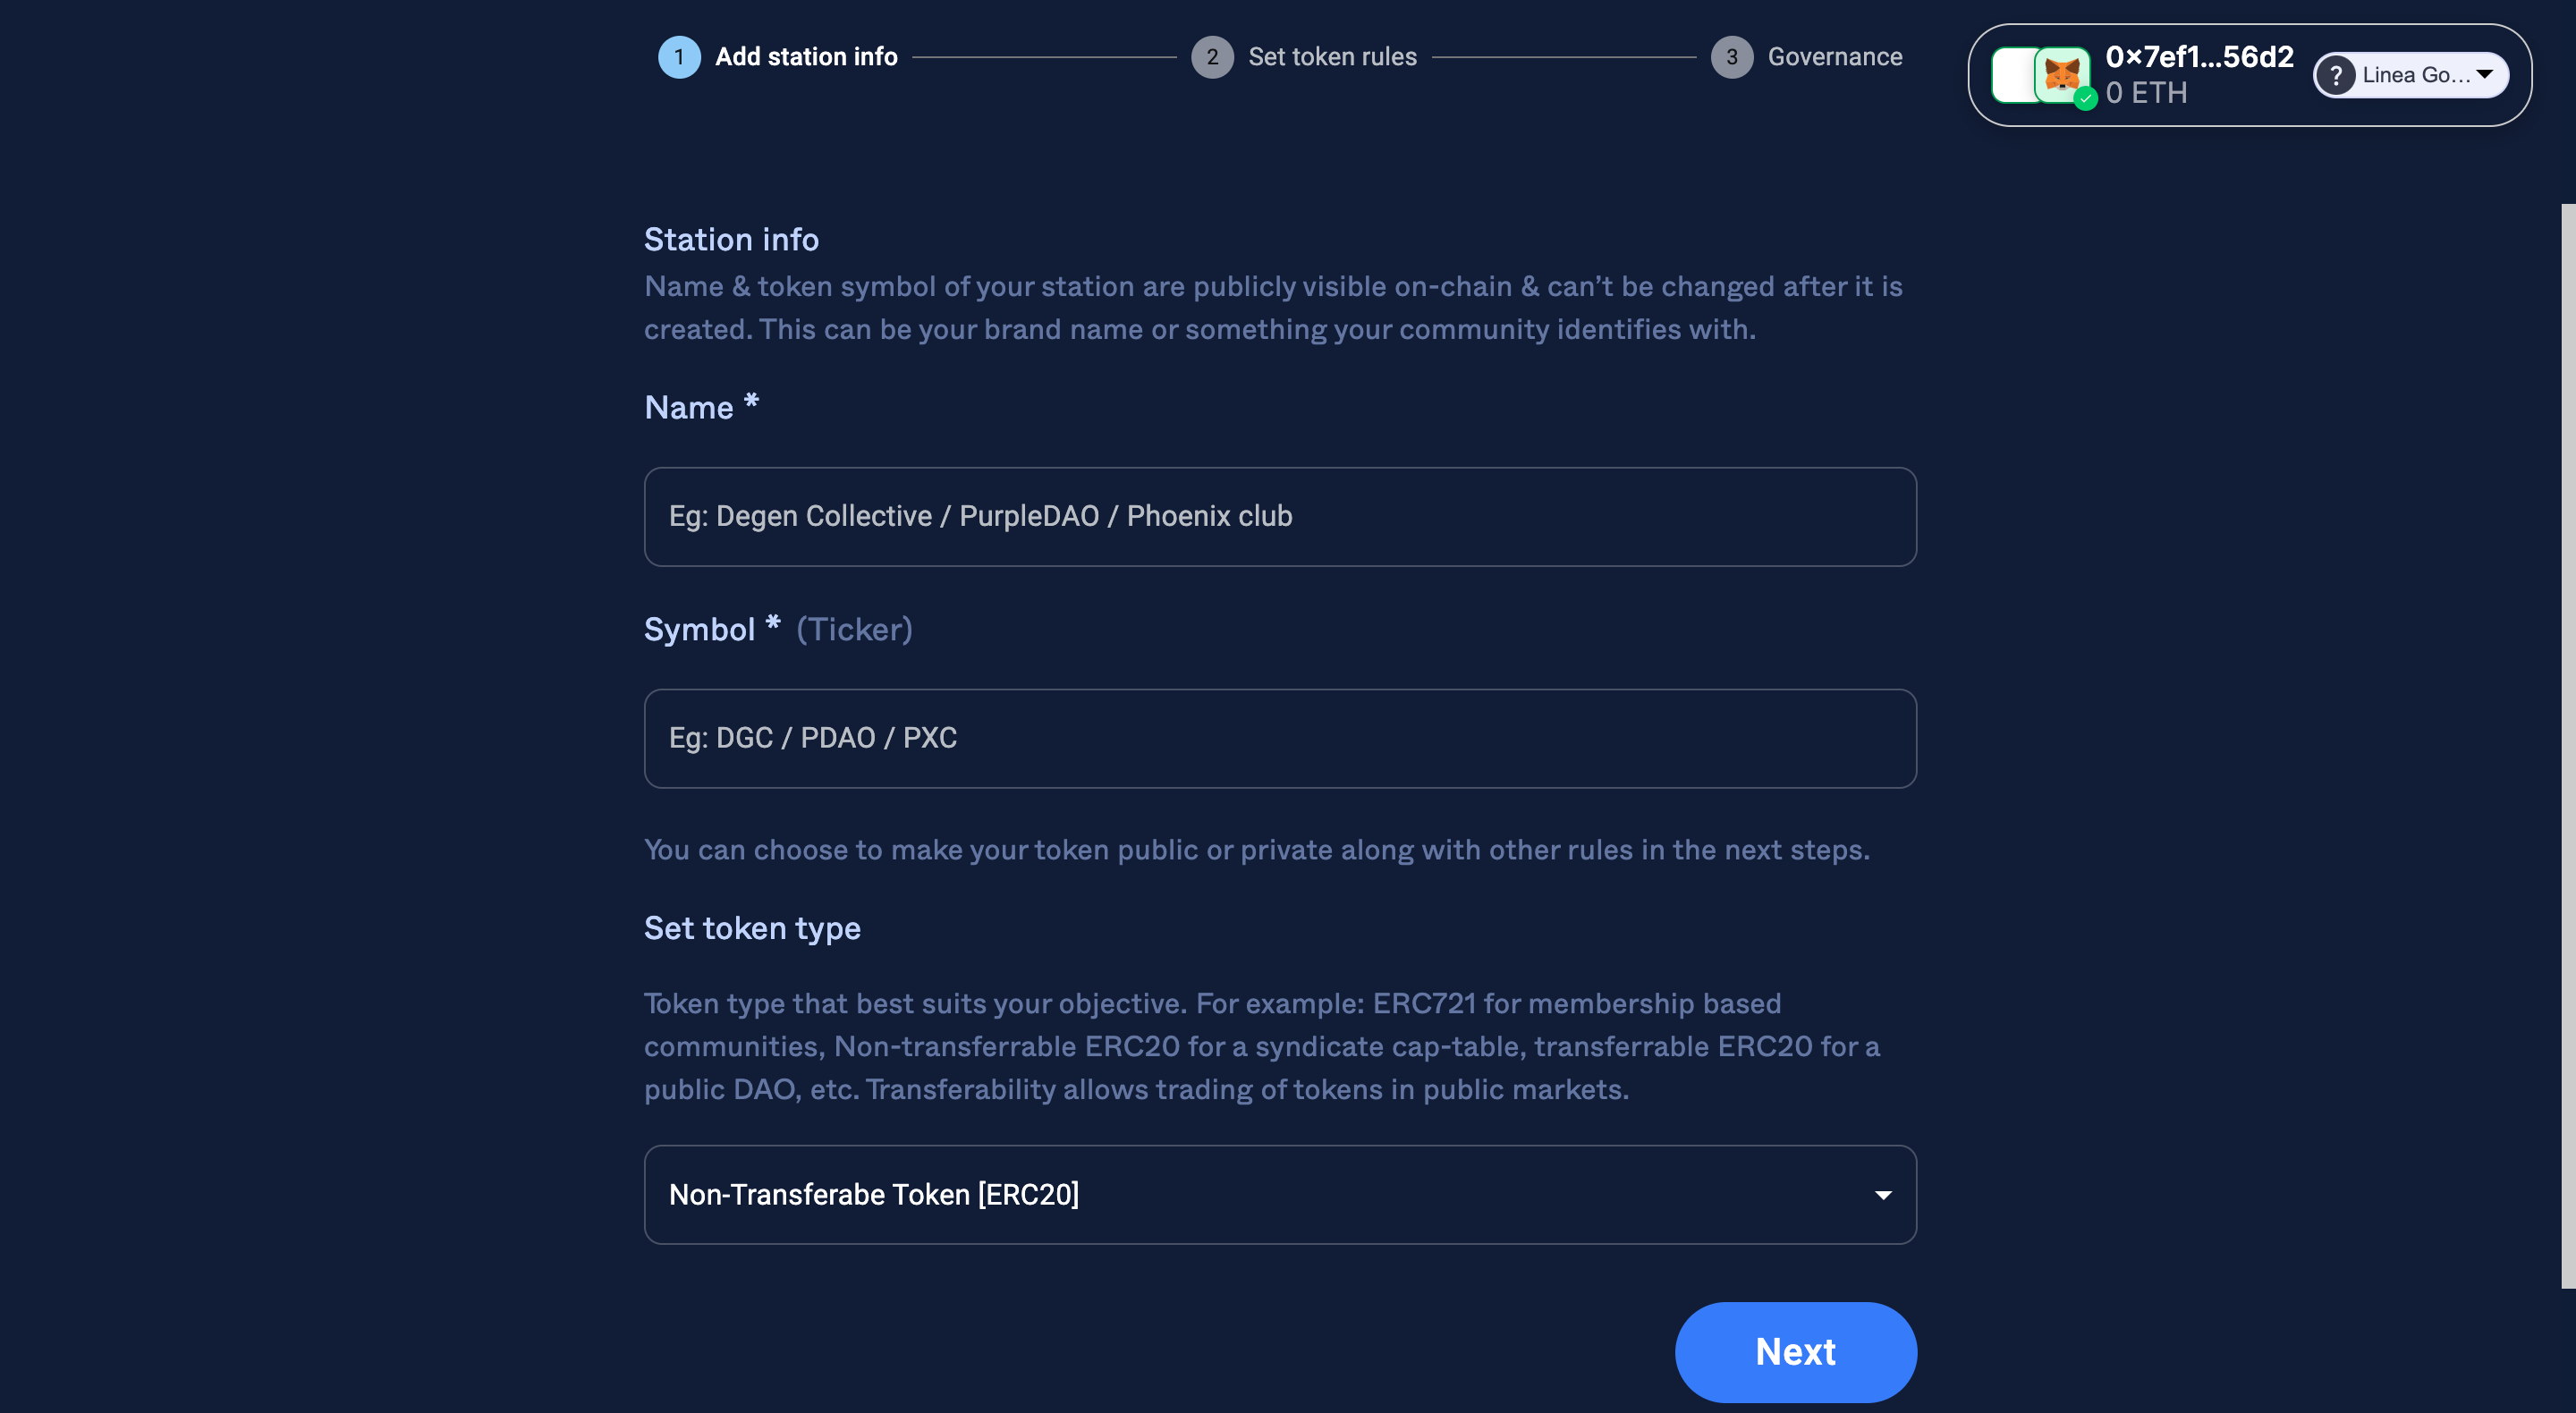 1 Add station info 2 Set token rules 3 Governance
0×7ef1...56d2
0 ETH
? Linea Go...
Station info
Name & token symbol of your station are publicly visible on-chain & can’t be changed after it is
created. This can be your brand name or something your community identifies with.
Name *
Eg: Degen Collective / PurpleDAO / Phoenix club
Symbol * (Ticker)
Eg: DGC / PDAO / PXC
You can choose to make your token public or private along with other rules in the next steps.
Set token type
Token type that best suits your objective. For example: ERC721 for membership based
communities, Non-transferrable ERC20 for a syndicate cap-table, transferrable ERC20 for a
public DAO, etc. Transferability allows trading of tokens in public markets.
Non-Transferabe Token [ERC20]
Next